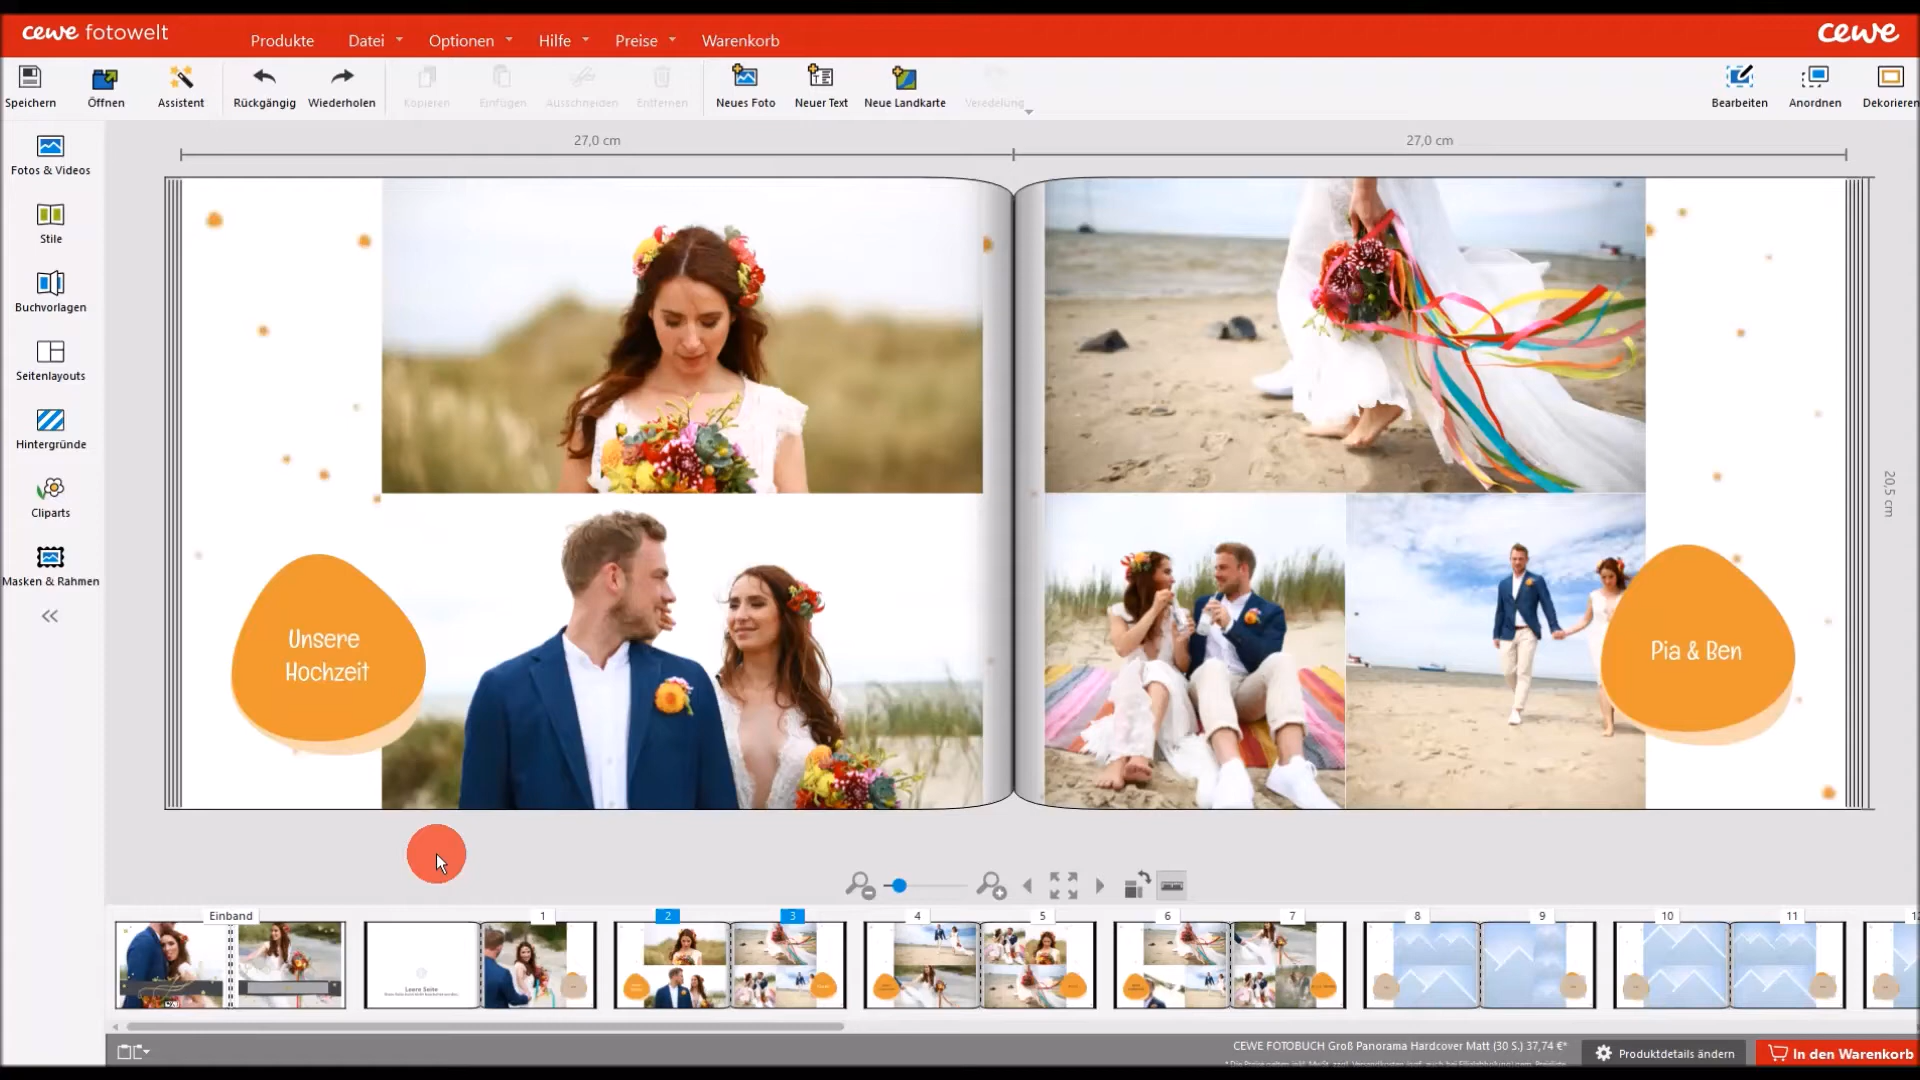 cewe fotowelt
Produkte Datei Optionen Hilfe Preise Warenkorb
cewe
Speichern Öffnen Assistent Rückgängig Wiederholen Kopieren Einfügen Ausschneiden Entfernen Neues Foto Neuer Text Neue Landkarte Veredelung Bearbeiten Anordnen Dekorieren
Fotos & Videos
Stile
Buchvorlagen
Seitenlayouts
Hintergründe
Cliparts
Masken & Rahmen
27,0 cm 27,0 cm
20,5 cm
Unsere
Hochzeit
Pia & Ben
Einband 1 2 3 4 5 6 7 8 9 10 11
Leere Seite
CEWE FOTOBUCH Groß Panorama Hardcover Matt (30 S.) 37,74 €*
Produktdetails ändern
In den Warenkorb